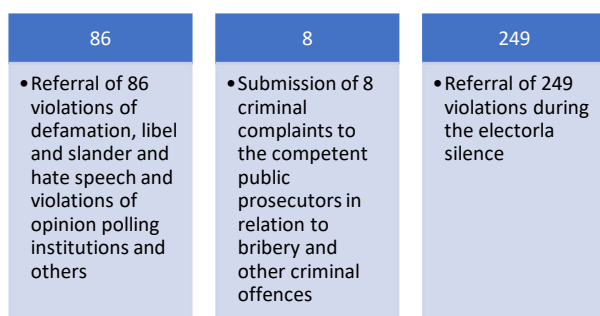 86
•Referral of 86
violations of
defamation, libel
and slander and
hate speech and
violations of
opinion polling
institutions and
others
8
•Submission of 8
criminal
complaints to
the competent
public
prosecutors in
relation to
bribery and
other criminal
offences
249
•Referral of 249
violations during
the electorla
silence